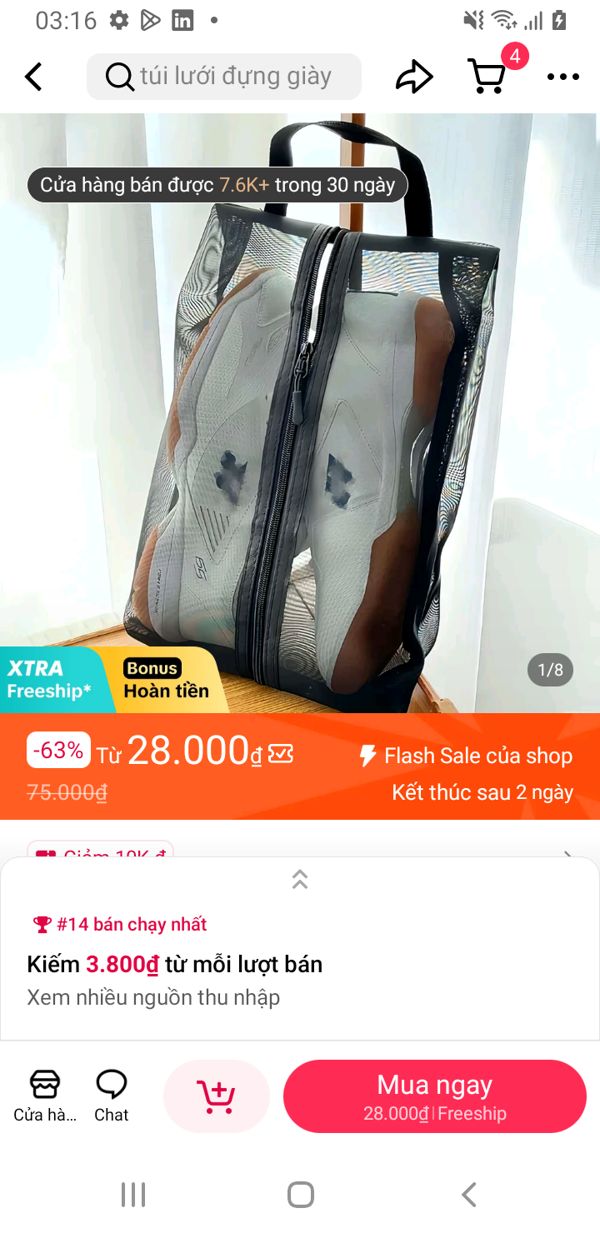 03:16
túi lưới đựng giày
4
Cửa hàng bán được 7.6K+ trong 30 ngày
XTRA
Freeship*
Bonus
Hoàn tiền
1/8
-63% Từ 28.000₫
Flash Sale của shop
75.000₫
Kết thúc sau 2 ngày
Giảm 10K ₫
#14 bán chạy nhất
Kiếm 3.800₫ từ mỗi lượt bán
Xem nhiều nguồn thu nhập
Cửa hà...
Chat
Mua ngay
28.000₫ | Freeship